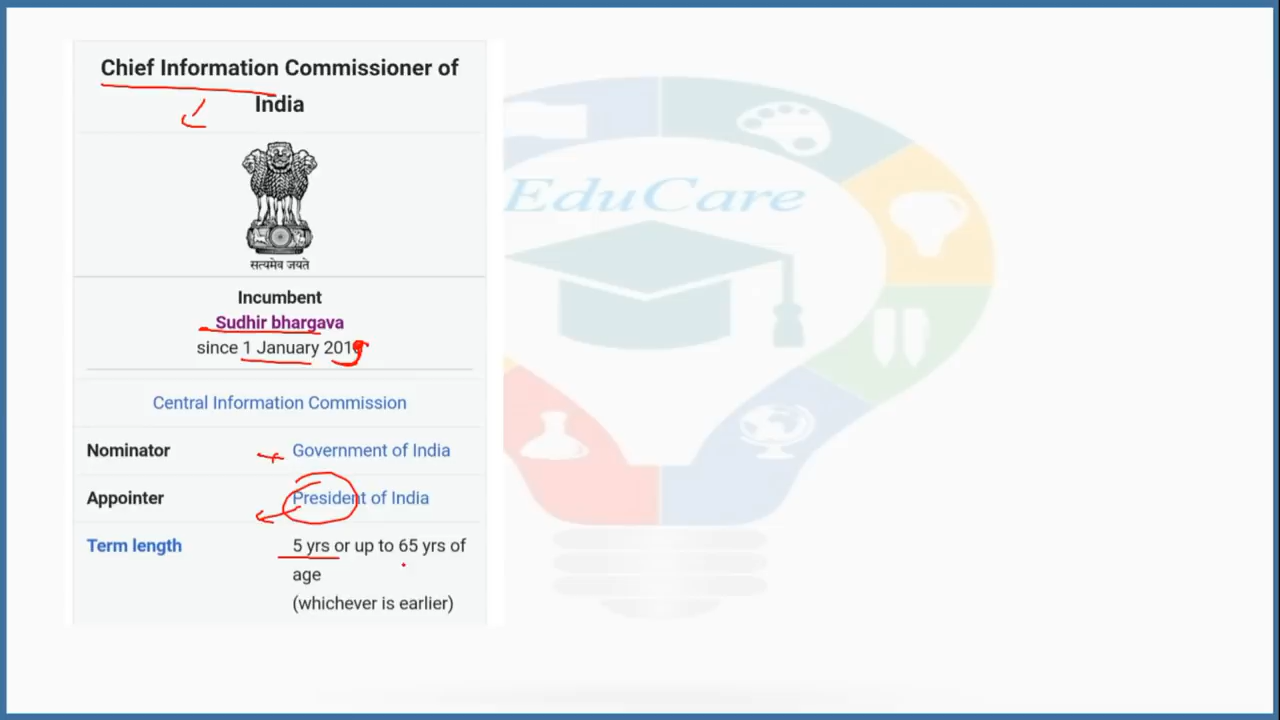 Chief Information Commissioner of
India
सत्यमेव जयते
EduCare
Incumbent
Sudhir bhargava
since 1 January 2019
Central Information Commission
Nominator Government of India
Appointer President of India
Term length 5 yrs or up to 65 yrs of
age
(whichever is earlier)